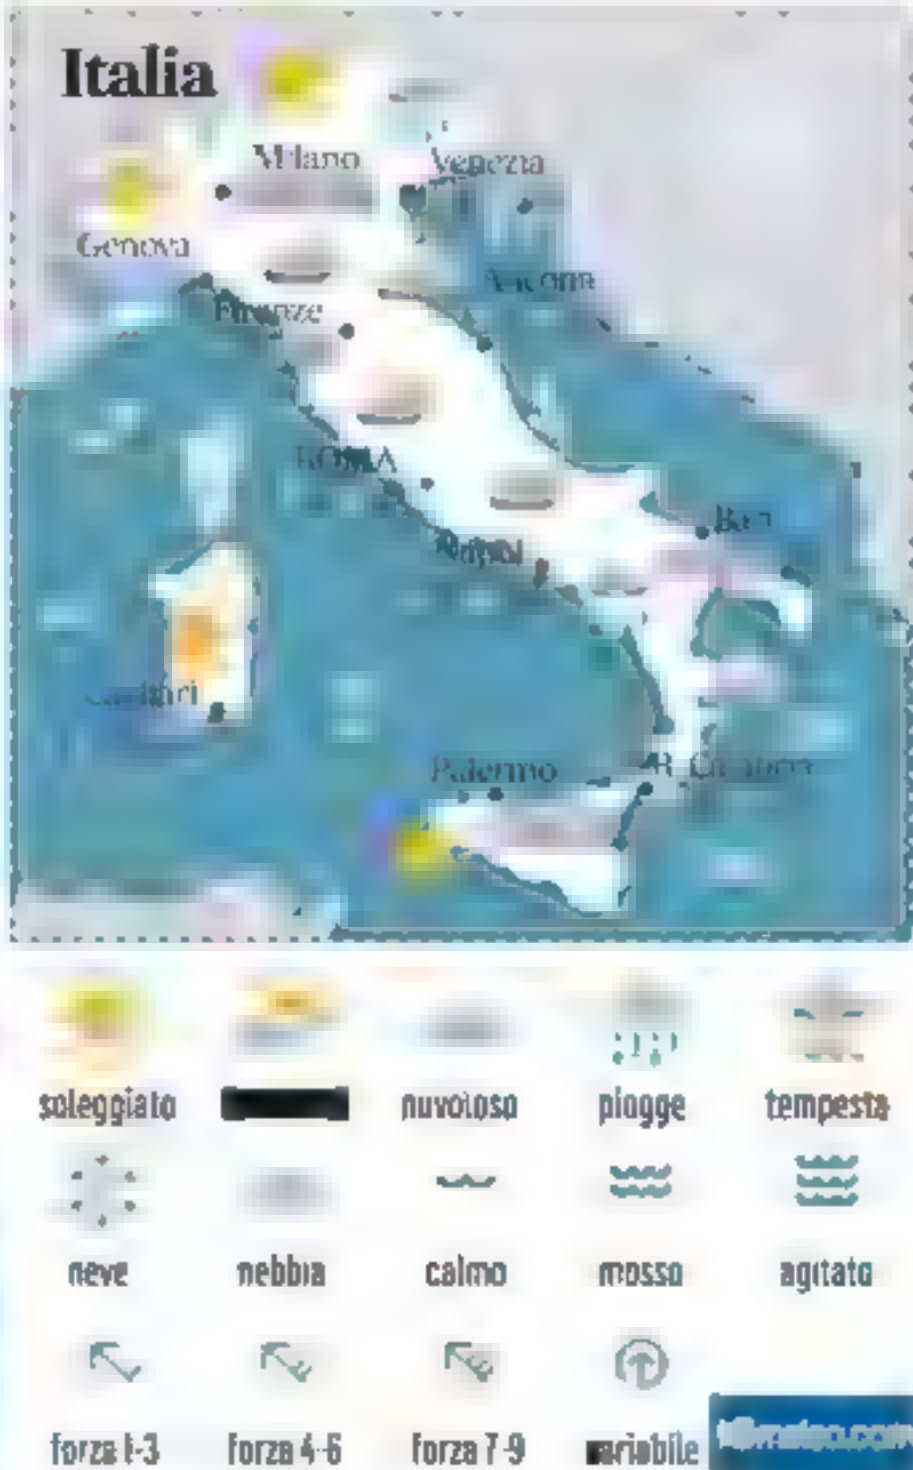 Italia
Milano Venezia
Genova
Ancona
Firenze
ROMA
Bari
Napoli
Cagliari
Palermo
soleggiato nuvoloso piogge tempesta
neve nebbia calmo mosso agitato
forza 1-3 forza 4-6 forza 7-9 variabile